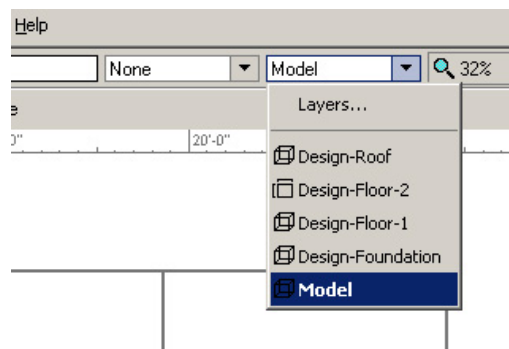 Help
None
Model
32%
e
0"
20'-0"
Layers...
Design-Roof
Design-Floor-2
Design-Floor-1
Design-Foundation
Model